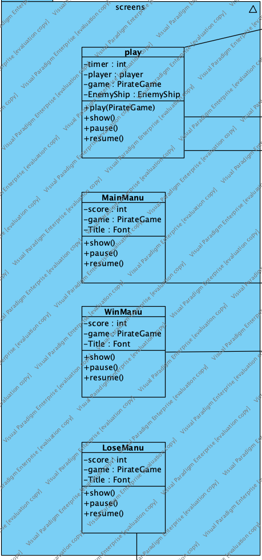 screens
play
-timer : int
-player : player
-game : PirateGame
-EnemyShip : EnemyShip
+play(PirateGame)
+show()
+pause()
+resume()
MainManu
-score : int
-game : PirateGame
-Title : Font
+show()
+pause()
+resume()
WinManu
-score : int
-game : PirateGame
-Title : Font
+show()
+pause()
+resume()
LoseManu
-score : int
-game : PirateGame
-Title : Font
+show()
+pause()
+resume()
Visual Paradigm Enterprise [evaluation copy]